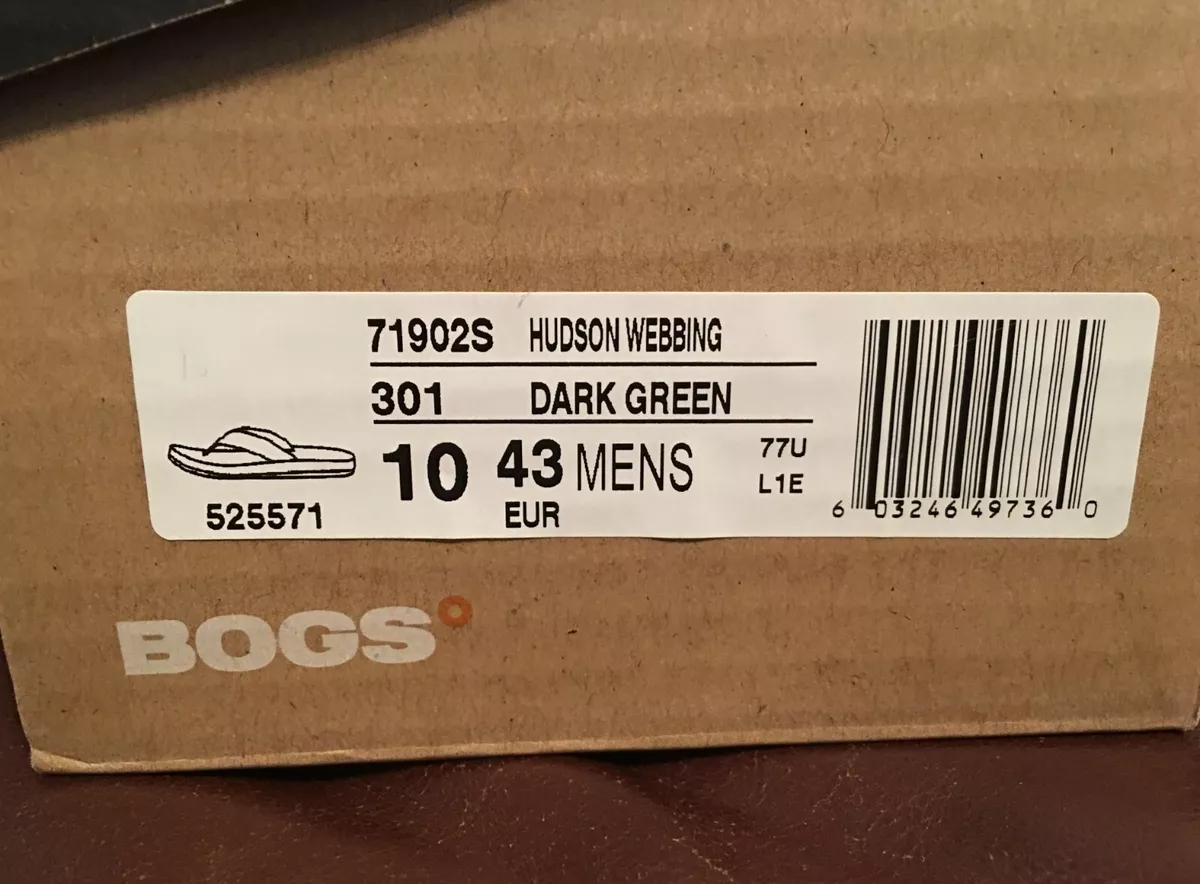 71902S HUDSON WEBBING
301 DARK GREEN
10 43 MENS 77U
EUR L1E
525571
6 03246 49736 0
BOGS